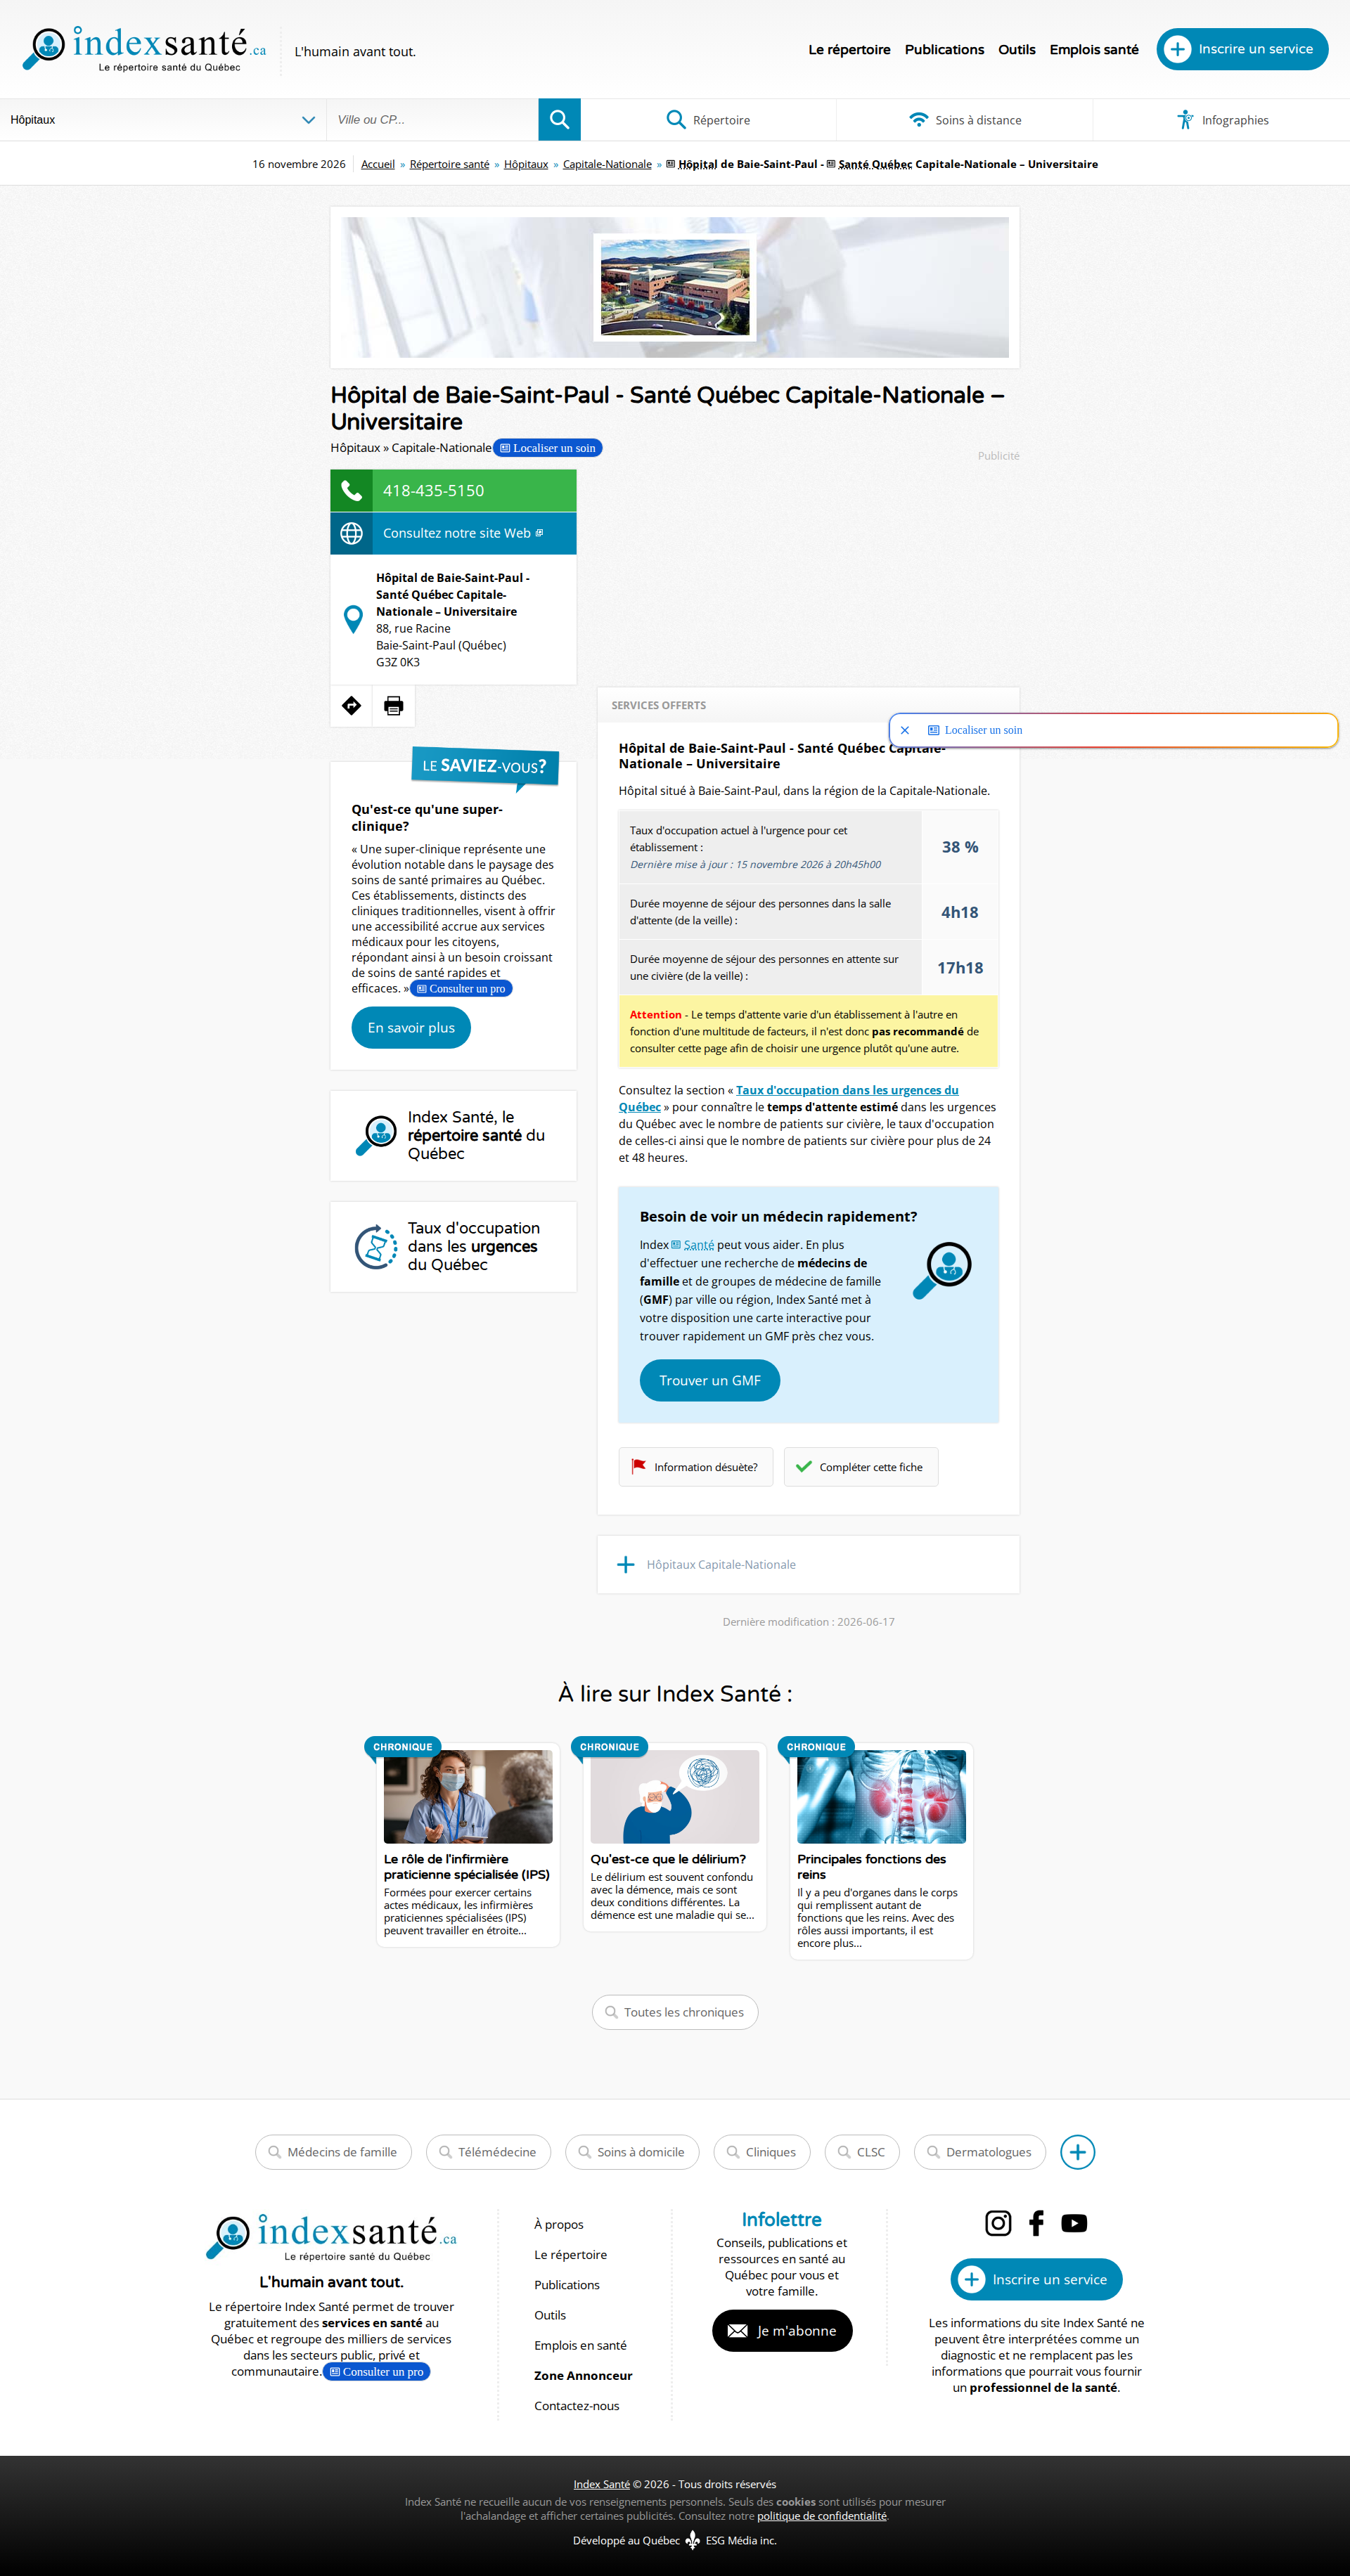 indexsanté.ca
Le répertoire santé du Québec
L'humain avant tout.
Le répertoire
Publications
Outils
Emplois santé
Inscrire un service
Hôpitaux
Ville ou CP...
Répertoire
Soins à distance
Infographies
16 novembre 2026
Accueil » Répertoire santé » Hôpitaux » Capitale-Nationale » Hôpital de Baie-Saint-Paul - Santé Québec Capitale-Nationale – Universitaire
Hôpital de Baie-Saint-Paul - Santé Québec Capitale-Nationale –
Universitaire
Hôpitaux » Capitale-Nationale Localiser un soin
Publicité
418-435-5150
Consultez notre site Web
Hôpital de Baie-Saint-Paul -
Santé Québec Capitale-
Nationale – Universitaire
88, rue Racine
Baie-Saint-Paul (Québec)
G3Z 0K3
LE SAVIEZ-VOUS?
Qu'est-ce qu'une super-
clinique?
« Une super-clinique représente une
évolution notable dans le paysage des
soins de santé primaires au Québec.
Ces établissements, distincts des
cliniques traditionnelles, visent à offrir
une accessibilité accrue aux services
médicaux pour les citoyens,
répondant ainsi à un besoin croissant
de soins de santé rapides et
efficaces. » Consulter un pro
En savoir plus
Index Santé, le
répertoire santé du
Québec
Taux d'occupation
dans les urgences
du Québec
SERVICES OFFERTS
Localiser un soin
Hôpital de Baie-Saint-Paul - Santé Québec Capitale-
Nationale – Universitaire
Hôpital situé à Baie-Saint-Paul, dans la région de la Capitale-Nationale.
Taux d'occupation actuel à l'urgence pour cet
établissement :
Dernière mise à jour : 15 novembre 2026 à 20h45h00
38 %
Durée moyenne de séjour des personnes dans la salle
d'attente (de la veille) :
4h18
Durée moyenne de séjour des personnes en attente sur
une civière (de la veille) :
17h18
Attention - Le temps d'attente varie d'un établissement à l'autre en
fonction d'une multitude de facteurs, il n'est donc pas recommandé de
consulter cette page afin de choisir une urgence plutôt qu'une autre.
Consultez la section « Taux d'occupation dans les urgences du
Québec » pour connaître le temps d'attente estimé dans les urgences
du Québec avec le nombre de patients sur civière, le taux d'occupation
de celles-ci ainsi que le nombre de patients sur civière pour plus de 24
et 48 heures.
Besoin de voir un médecin rapidement?
Index Santé peut vous aider. En plus
d'effectuer une recherche de médecins de
famille et de groupes de médecine de famille
(GMF) par ville ou région, Index Santé met à
votre disposition une carte interactive pour
trouver rapidement un GMF près chez vous.
Trouver un GMF
Information désuète?
Compléter cette fiche
Hôpitaux Capitale-Nationale
Dernière modification : 2026-06-17
À lire sur Index Santé :
CHRONIQUE
Le rôle de l'infirmière
praticienne spécialisée (IPS)
Formées pour exercer certains
actes médicaux, les infirmières
praticiennes spécialisées (IPS)
peuvent travailler en étroite...
CHRONIQUE
Qu'est-ce que le délirium?
Le délirium est souvent confondu
avec la démence, mais ce sont
deux conditions différentes. La
démence est une maladie qui se...
CHRONIQUE
Principales fonctions des
reins
Il y a peu d'organes dans le corps
qui remplissent autant de
fonctions que les reins. Avec des
rôles aussi importants, il est
encore plus...
Toutes les chroniques
Médecins de famille
Télémédecine
Soins à domicile
Cliniques
CLSC
Dermatologues
indexsanté.ca
Le répertoire santé du Québec
L'humain avant tout.
Le répertoire Index Santé permet de trouver
gratuitement des services en santé au
Québec et regroupe des milliers de services
dans les secteurs public, privé et
communautaire. Consulter un pro
À propos
Le répertoire
Publications
Outils
Emplois en santé
Zone Annonceur
Contactez-nous
Infolettre
Conseils, publications et
ressources en santé au
Québec pour vous et
votre famille.
Je m'abonne
Inscrire un service
Les informations du site Index Santé ne
peuvent être interprétées comme un
diagnostic et ne remplacent pas les
informations que pourrait vous fournir
un professionnel de la santé.
Index Santé © 2026 - Tous droits réservés
Index Santé ne recueille aucun de vos renseignements personnels. Seuls des cookies sont utilisés pour mesurer
l'achalandage et afficher certaines publicités. Consultez notre politique de confidentialité.
Développé au Québec ESG Média inc.